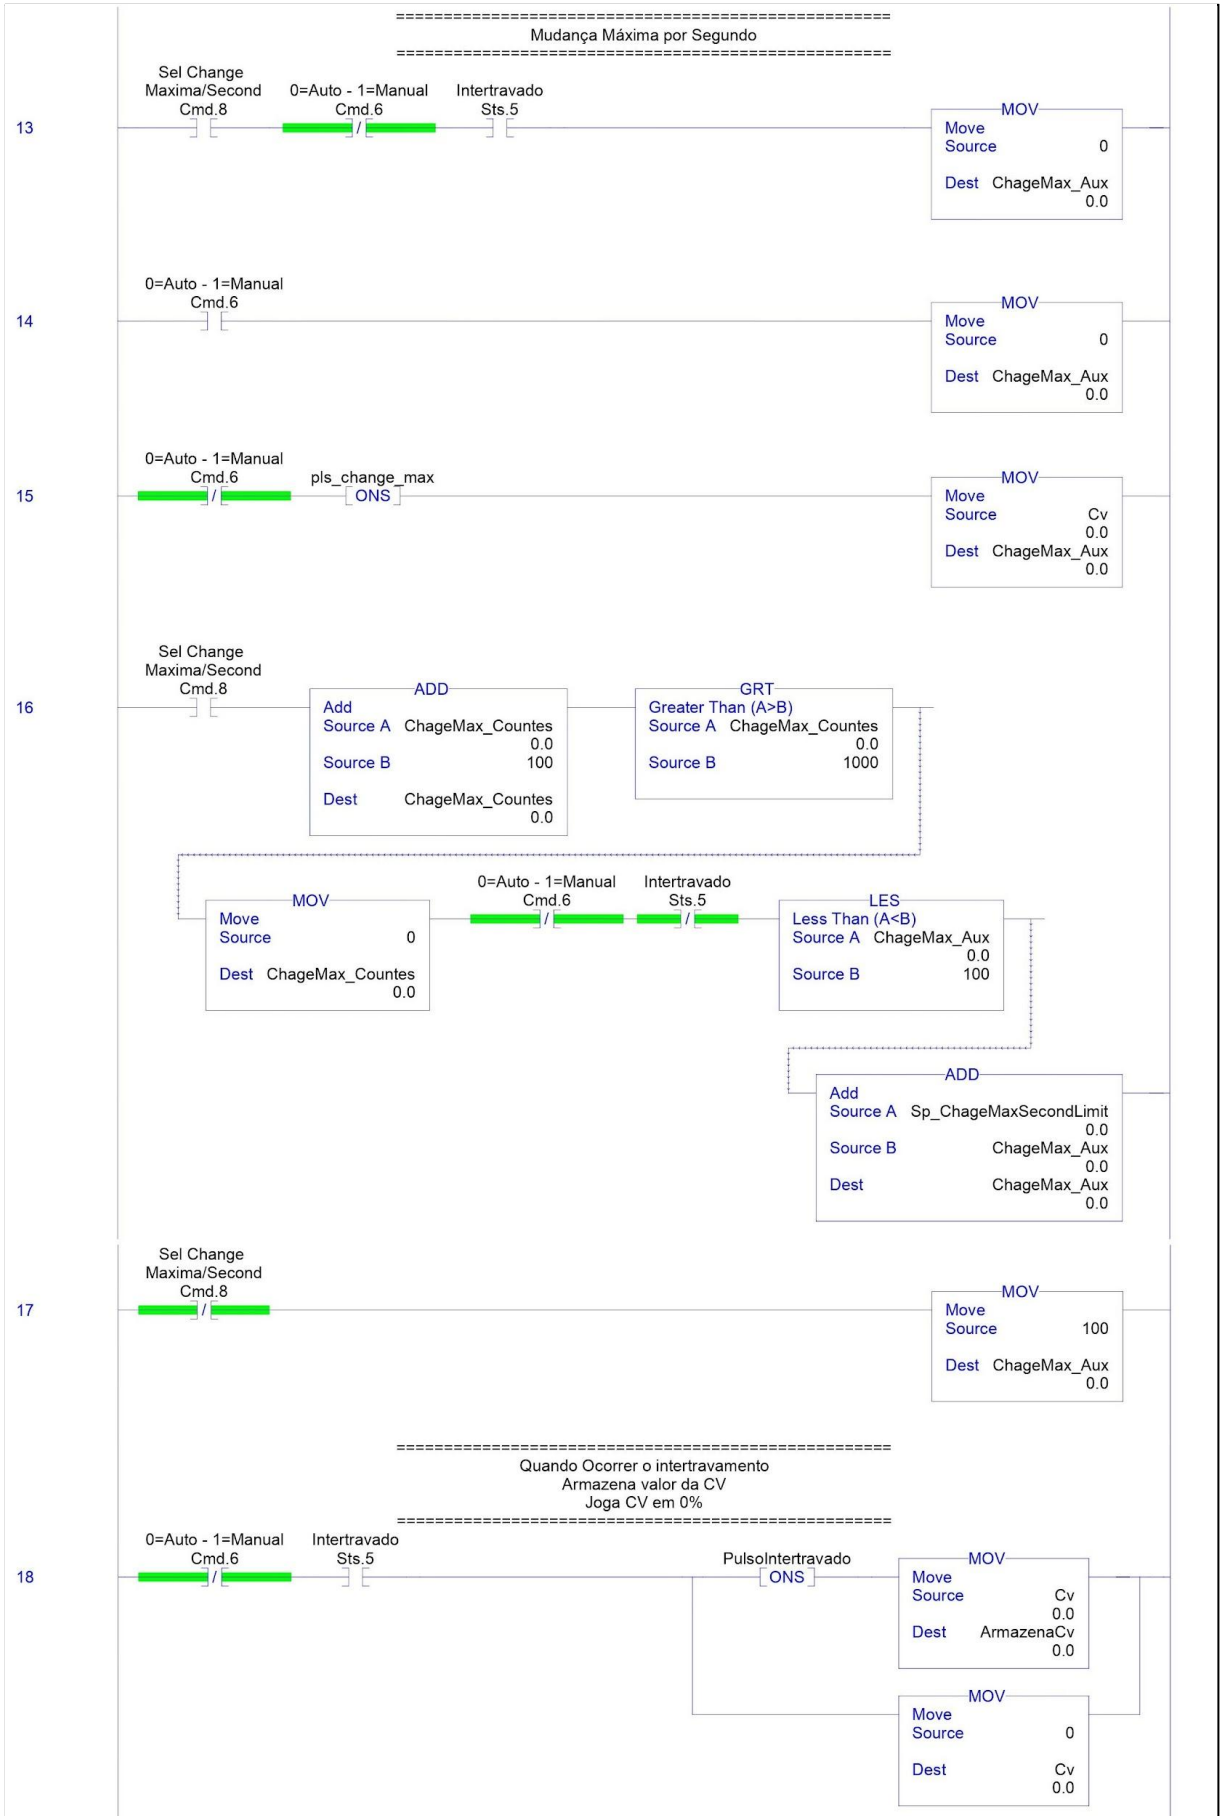 ==================================================
Mudança Máxima por Segundo
==================================================
Sel Change
Maxima/Second
Cmd.8
0=Auto - 1=Manual
Cmd.6
Intertravado
Sts.5
13
/
MOV
Move
Source 0
Dest ChageMax_Aux
0.0
0=Auto - 1=Manual
Cmd.6
14
MOV
Move
Source 0
Dest ChageMax_Aux
0.0
0=Auto - 1=Manual
Cmd.6
pls_change_max
15
/
ONS
MOV
Move
Source Cv
0.0
Dest ChageMax_Aux
0.0
Sel Change
Maxima/Second
Cmd.8
16
ADD
Add
Source A ChageMax_Countes
0.0
Source B 100
Dest ChageMax_Countes
0.0
GRT
Greater Than (A>B)
Source A ChageMax_Countes
0.0
Source B 1000
MOV
Move
Source 0
Dest ChageMax_Countes
0.0
0=Auto - 1=Manual
Cmd.6
/
Intertravado
Sts.5
/
LES
Less Than (A<B)
Source A ChageMax_Aux
0.0
Source B 100
ADD
Add
Source A Sp_ChageMaxSecondLimit
0.0
Source B ChageMax_Aux
0.0
Dest ChageMax_Aux
0.0
Sel Change
Maxima/Second
Cmd.8
17
/
MOV
Move
Source 100
Dest ChageMax_Aux
0.0
==================================================
Quando Ocorrer o intertravamento
Armazena valor da CV
Joga CV em 0%
==================================================
0=Auto - 1=Manual
Cmd.6
Intertravado
Sts.5
18
/
PulsoIntertravado
ONS
MOV
Move
Source Cv
0.0
Dest ArmazenaCv
0.0
MOV
Move
Source 0
Dest Cv
0.0